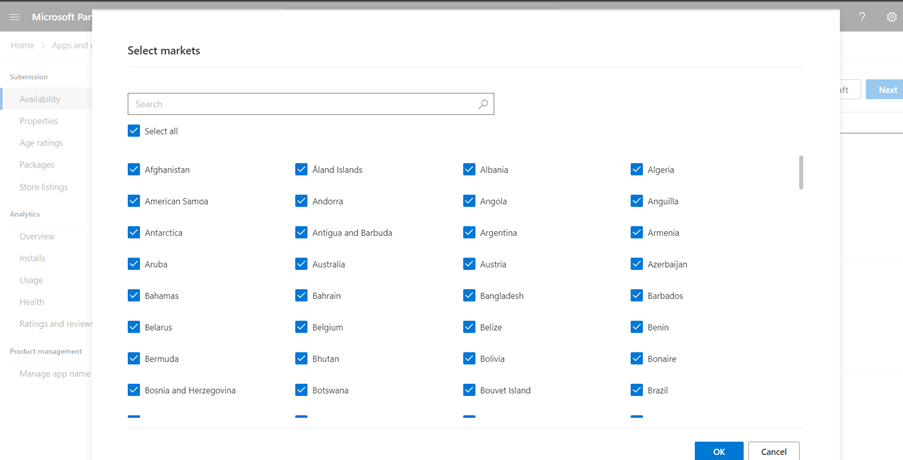 Microsoft Par
Home > Apps and
Select markets
Submission
Search
Availability
ft
Next
Select all
Properties
Age ratings
Packages
Store listings
Afghanistan Åland Islands Albania Algeria
American Samoa Andorra Angola Anguilla
Analytics
Antarctica Antigua and Barbuda Argentina Armenia
Overview
Installs
Aruba Australia Austria Azerbaijan
Usage
Bahamas Bahrain Bangladesh Barbados
Health
Ratings and reviews
Belarus Belgium Belize Benin
Product management
Bermuda Bhutan Bolivia Bonaire
Manage app name
Bosnia and Herzegovina Botswana Bouvet Island Brazil
OK Cancel